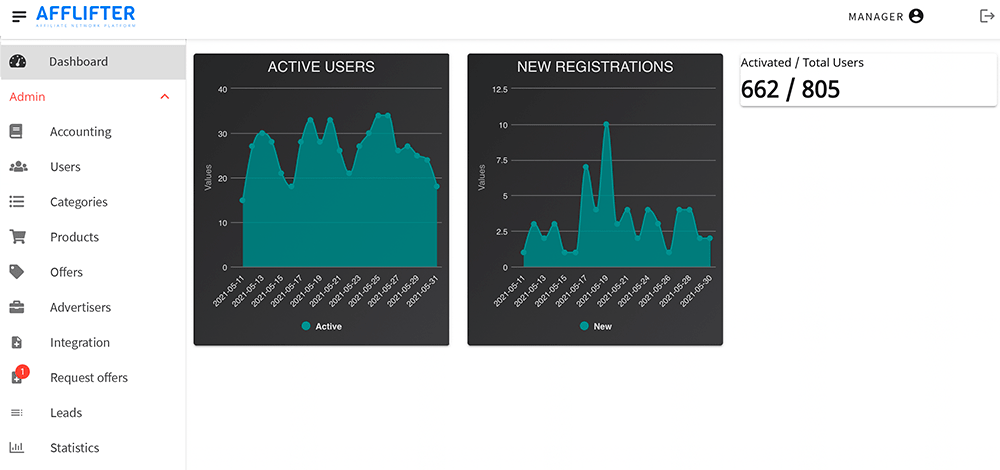 AFFLIFTER
AFFILIATE NETWORK PLATFORM
MANAGER
Dashboard
Admin
Accounting
Users
Categories
Products
Offers
Advertisers
Integration
1
Request offers
Leads
Statistics
ACTIVE USERS
40
30
20
10
0
Values
2021-05-11
2021-05-13
2021-05-15
2021-05-17
2021-05-19
2021-05-21
2021-05-23
2021-05-25
2021-05-27
2021-05-29
2021-05-31
Active
NEW REGISTRATIONS
12.5
10
7.5
5
2.5
0
Values
2021-05-11
2021-05-13
2021-05-15
2021-05-17
2021-05-19
2021-05-21
2021-05-24
2021-05-26
2021-05-28
2021-05-30
New
Activated / Total Users
662 / 805